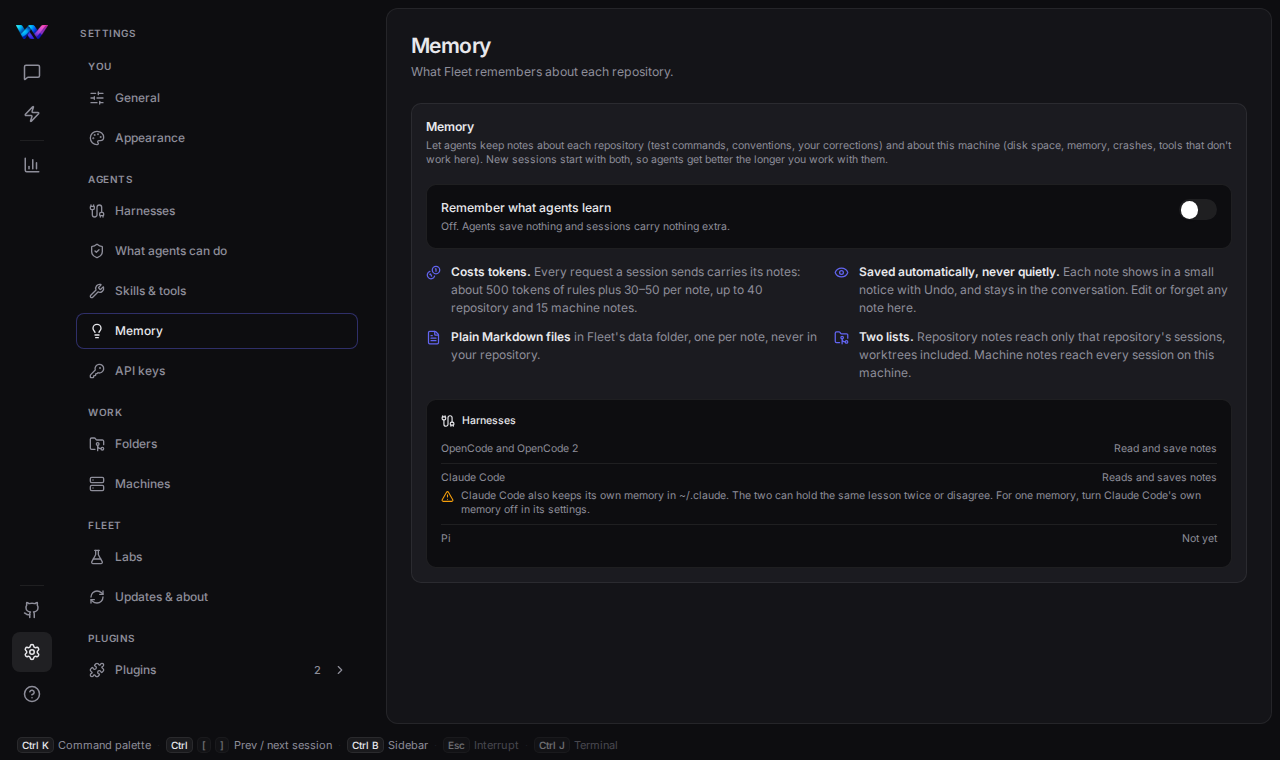 SETTINGS
YOU
General
Appearance
AGENTS
Harnesses
What agents can do
Skills & tools
Memory
API keys
WORK
Folders
Machines
FLEET
Labs
Updates & about
PLUGINS
Plugins 2
Memory
What Fleet remembers about each repository.
Memory
Let agents keep notes about each repository (test commands, conventions, your corrections) and about this machine (disk space, memory, crashes, tools that don't
work here). New sessions start with both, so agents get better the longer you work with them.
Remember what agents learn
Off. Agents save nothing and sessions carry nothing extra.
Costs tokens. Every request a session sends carries its notes:
about 500 tokens of rules plus 30–50 per note, up to 40
repository and 15 machine notes.
Saved automatically, never quietly. Each note shows in a small
notice with Undo, and stays in the conversation. Edit or forget any
note here.
Plain Markdown files in Fleet's data folder, one per note, never in
your repository.
Two lists. Repository notes reach only that repository's sessions,
worktrees included. Machine notes reach every session on this
machine.
Harnesses
OpenCode and OpenCode 2 Read and save notes
Claude Code Reads and saves notes
Claude Code also keeps its own memory in ~/.claude. The two can hold the same lesson twice or disagree. For one memory, turn Claude Code's own
memory off in its settings.
Pi Not yet
Ctrl K Command palette Ctrl [ ] Prev / next session Ctrl B Sidebar Esc Interrupt Ctrl J Terminal